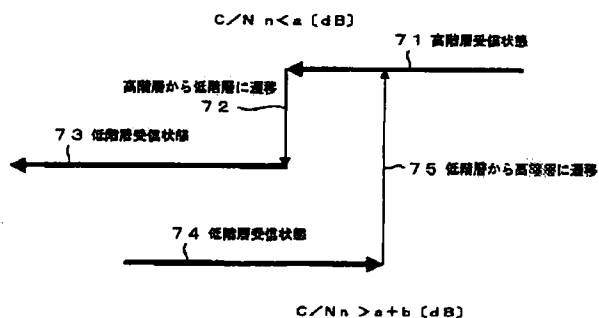 C/N n<a〔dB〕
71 高階層受信状態
高階層から低階層に遷移
72
73 低階層受信状態
75 低階層から高階層に遷移
74 低階層受信状態
C/Nn >a+b〔dB〕